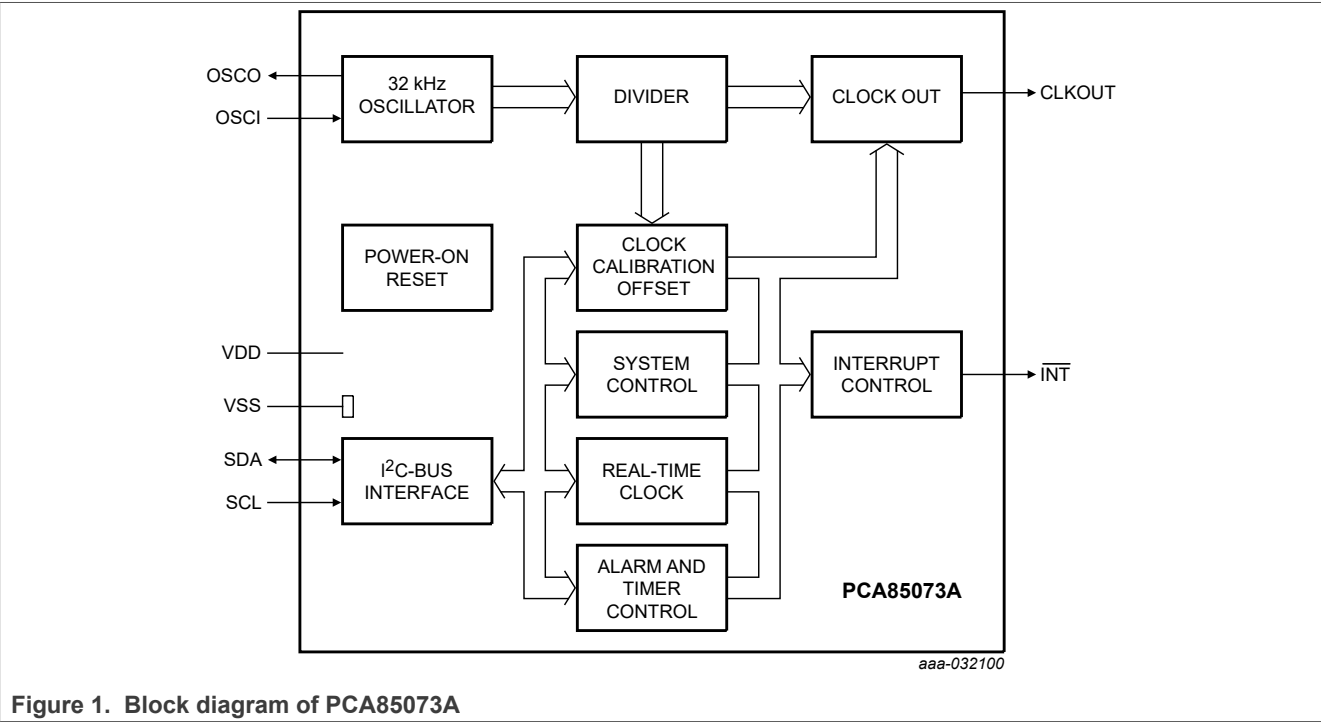 OSCO
OSCI
32 kHz
OSCILLATOR
DIVIDER
CLOCK OUT
CLKOUT
POWER-ON
RESET
CLOCK
CALIBRATION
OFFSET
VDD
VSS
SYSTEM
CONTROL
INTERRUPT
CONTROL
INT
SDA
SCL
I2C-BUS
INTERFACE
REAL-TIME
CLOCK
ALARM AND
TIMER
CONTROL
PCA85073A
aaa-032100
Figure 1. Block diagram of PCA85073A